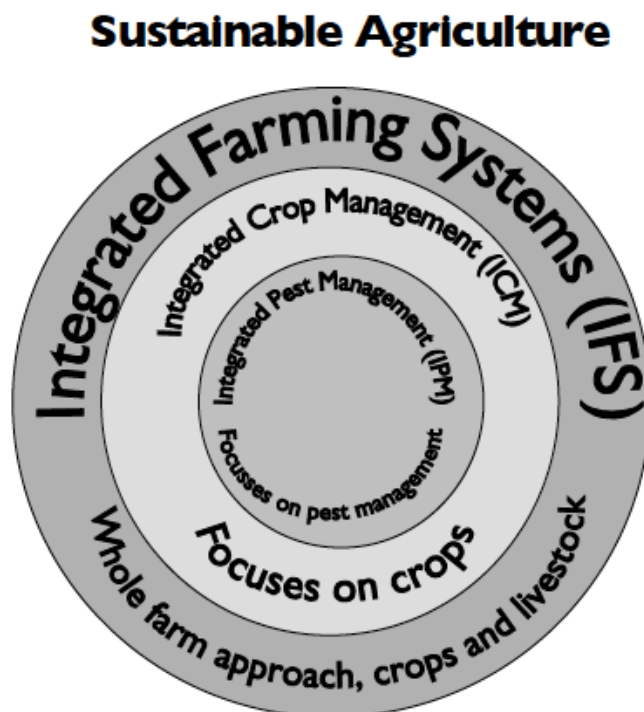 Sustainable Agriculture
Integrated Farming Systems (IFS)
Integrated Crop Management (ICM)
Integrated Pest Management (IPM)
Focusses on pest management
Focuses on crops
Whole farm approach, crops and livestock